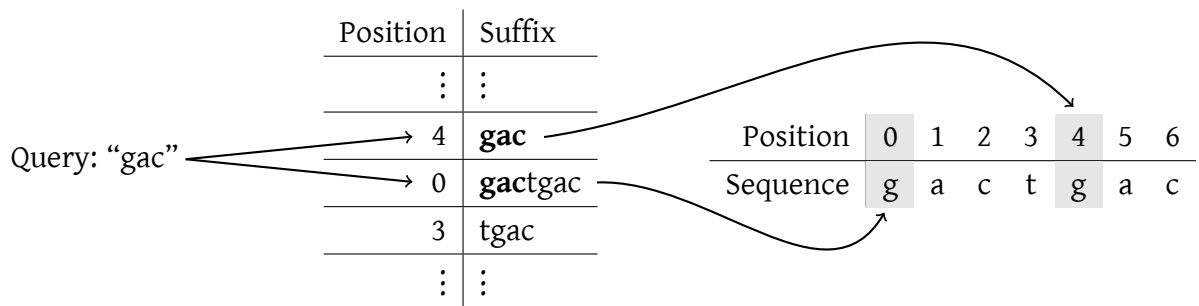 Query: “gac”
Position Suffix
⋮ ⋮
4 gac
0 gactgac
3 tgac
⋮ ⋮
Position 0 1 2 3 4 5 6
Sequence g a c t g a c